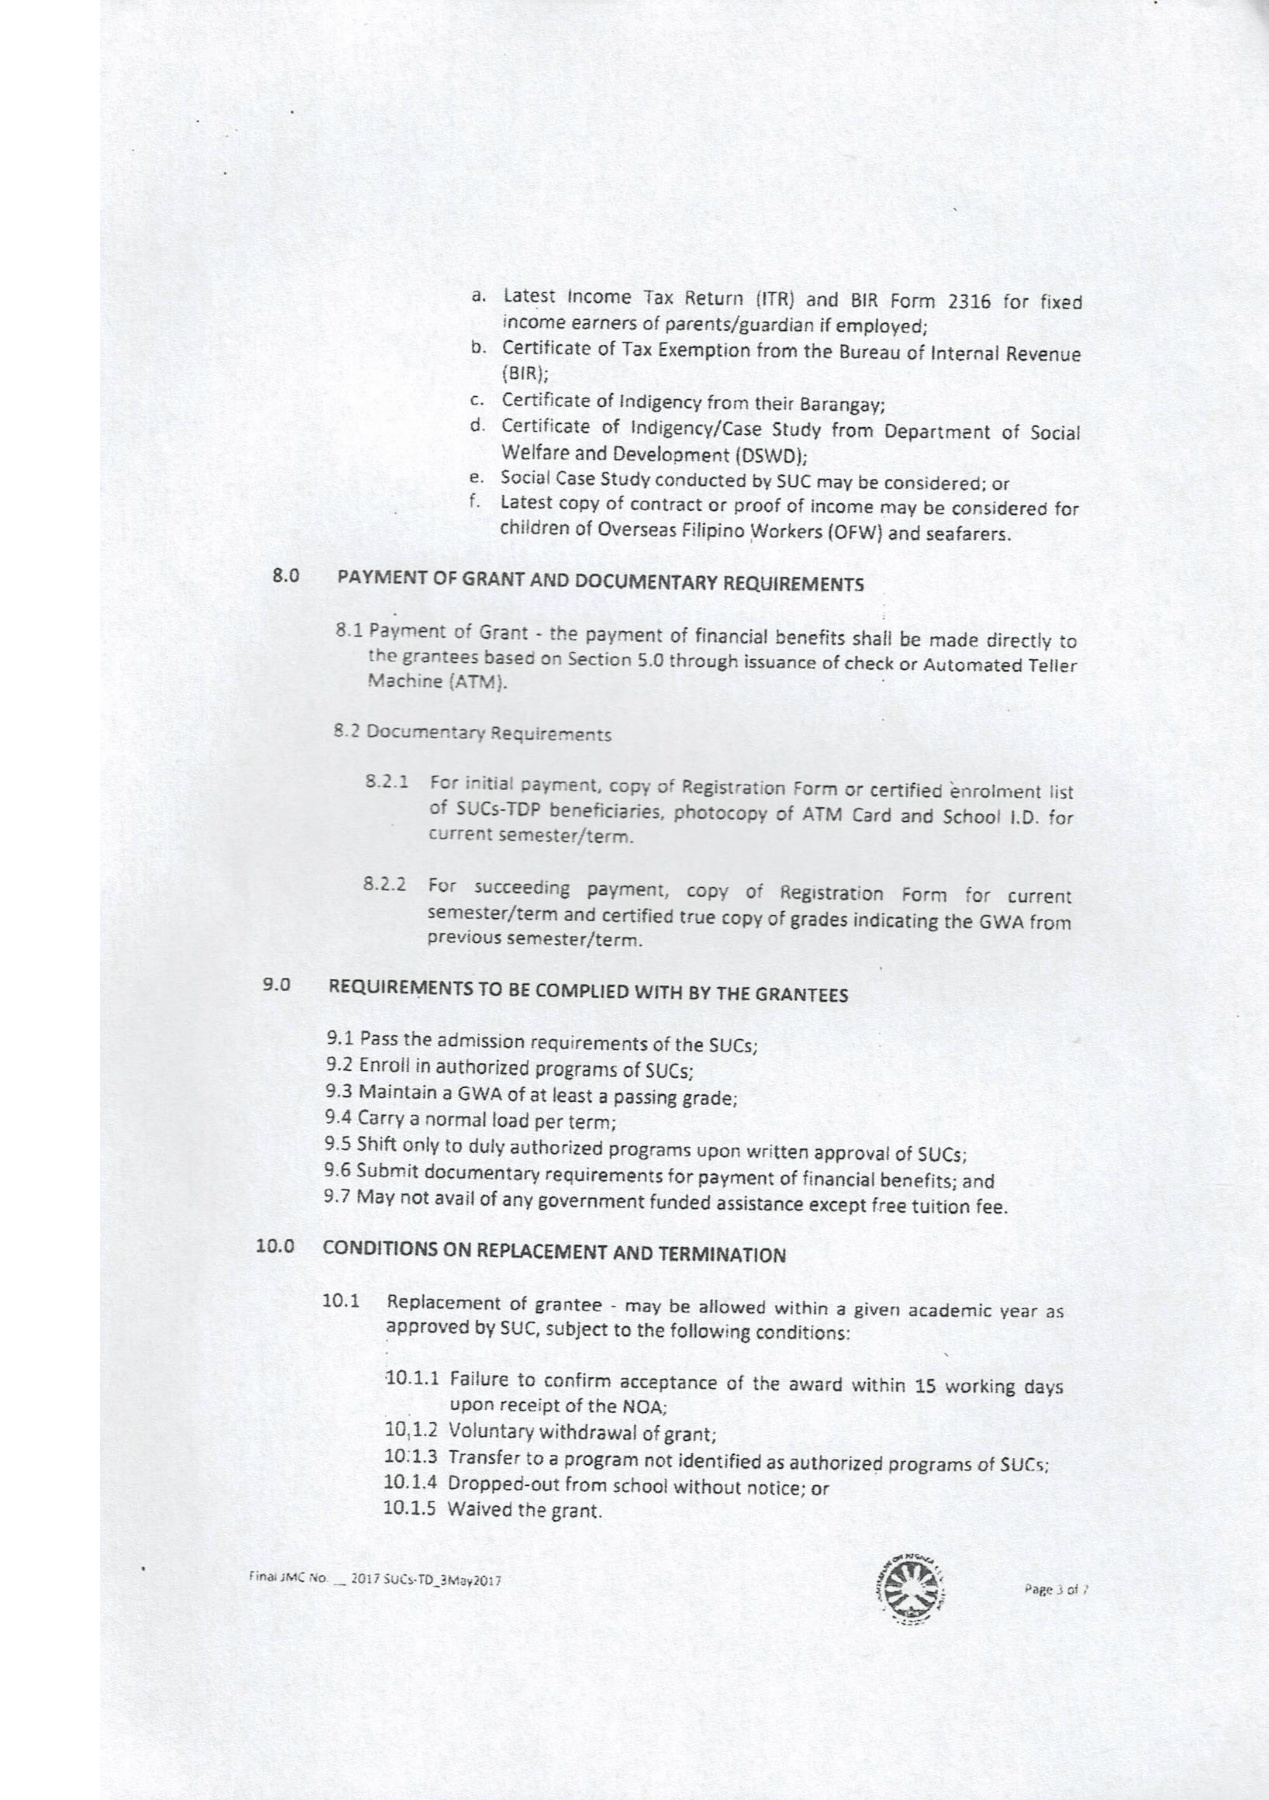 a. Latest Income Tax Return (ITR) and BIR Form 2316 for fixed
income earners of parents/guardian if employed;
b. Certificate of Tax Exemption from the Bureau of Internal Revenue
(BIR);
c. Certificate of Indigency from their Barangay;
d. Certificate of Indigency/Case Study from Department of Social
Welfare and Development (DSWD);
e. Social Case Study conducted by SUC may be considered; or
f. Latest copy of contract or proof of income may be considered for
children of Overseas Filipino Workers (OFW) and seafarers.
8.0 PAYMENT OF GRANT AND DOCUMENTARY REQUIREMENTS
8.1 Payment of Grant - the payment of financial benefits shall be made directly to
the grantees based on Section 5.0 through issuance of check or Automated Teller
Machine (ATM).
8.2 Documentary Requirements
8.2.1 For initial payment, copy of Registration Form or certified enrolment list
of SUCs-TDP beneficiaries, photocopy of ATM Card and School I.D. for
current semester/term.
8.2.2 For succeeding payment, copy of Registration Form for current
semester/term and certified true copy of grades indicating the GWA from
previous semester/term.
9.0 REQUIREMENTS TO BE COMPLIED WITH BY THE GRANTEES
9.1 Pass the admission requirements of the SUCs;
9.2 Enroll in authorized programs of SUCs;
9.3 Maintain a GWA of at least a passing grade;
9.4 Carry a normal load per term;
9.5 Shift only to duly authorized programs upon written approval of SUCs;
9.6 Submit documentary requirements for payment of financial benefits; and
9.7 May not avail of any government funded assistance except free tuition fee.
10.0 CONDITIONS ON REPLACEMENT AND TERMINATION
10.1 Replacement of grantee - may be allowed within a given academic year as
approved by SUC, subject to the following conditions:
10.1.1 Failure to confirm acceptance of the award within 15 working days
upon receipt of the NOA;
10.1.2 Voluntary withdrawal of grant;
10.1.3 Transfer to a program not identified as authorized programs of SUCs;
10.1.4 Dropped-out from school without notice; or
10.1.5 Waived the grant.
Final JMC No. __ 2017 SUCs-TD_3May2017
Page 3 of 7